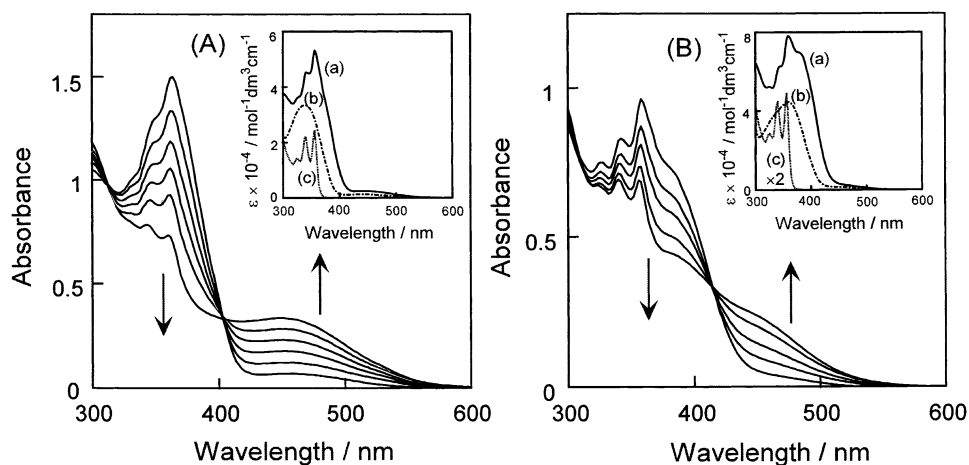 (A)
Absorbance
1.5
1
0.5
0
300
400
500
600
Wavelength / nm
ε × 10⁻⁴ / mol⁻¹dm³cm⁻¹
6
4
2
0
(a)
(b)
(c)
300
400
500
600
Wavelength / nm
(B)
Absorbance
1
0.5
0
300
400
500
600
Wavelength / nm
ε × 10⁻⁴ / mol⁻¹dm³cm⁻¹
8
4
0
(a)
(b)
(c)
×2
300
400
500
600
Wavelength / nm